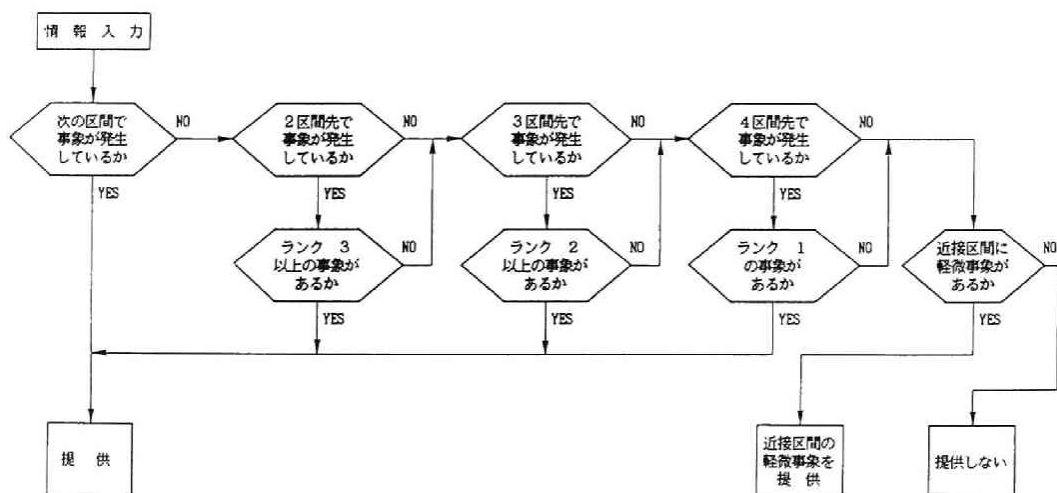 情報入力
次の区間で
事象が発生
しているか
NO
YES
2区間先で
事象が発生
しているか
NO
YES
3区間先で
事象が発生
しているか
NO
YES
4区間先で
事象が発生
しているか
NO
YES
ランク 3
以上の事象が
あるか
NO
YES
ランク 2
以上の事象が
あるか
NO
YES
ランク 1
の事象が
あるか
NO
YES
近接区間に
軽微事象が
あるか
NO
YES
提供
近接区間の
軽微事象を
提供
提供しない